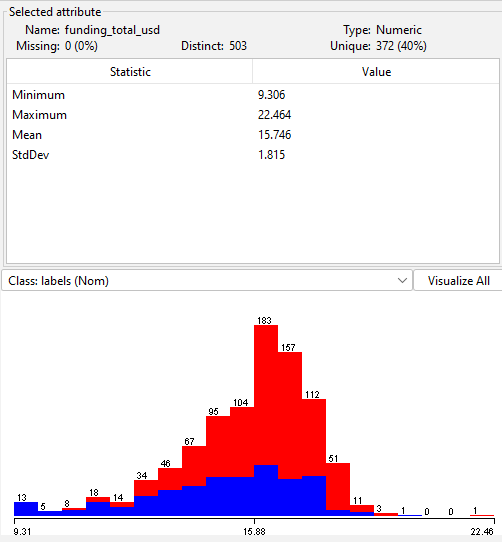 Selected attribute
Name: funding_total_usd Type: Numeric
Missing: 0 (0%) Distinct: 503 Unique: 372 (40%)
Statistic Value
Minimum 9.306
Maximum 22.464
Mean 15.746
StdDev 1.815
Class: labels (Nom) Visualize All
183
157
112
104
95
67
51
46
34
18
14
13
11
8
5
3
1
0
0
1
9.31 15.88 22.46